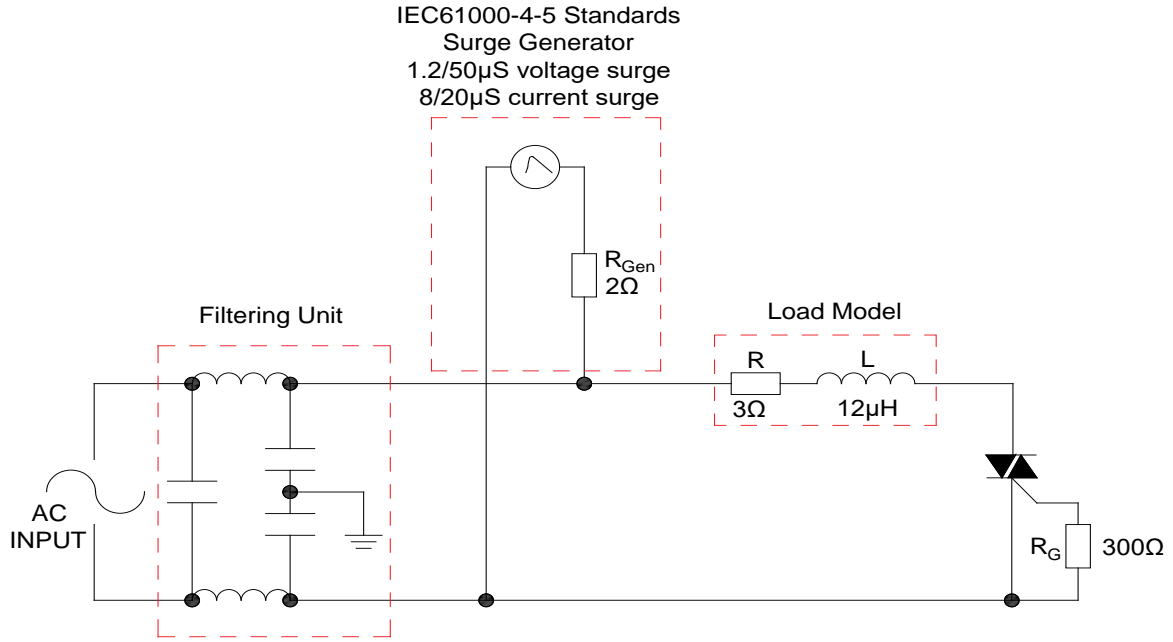 IEC61000-4-5 Standards
Surge Generator
1.2/50μS voltage surge
8/20μS current surge
RGen
2Ω
Filtering Unit
Load Model
R
L
3Ω
12μH
AC
INPUT
RG
300Ω